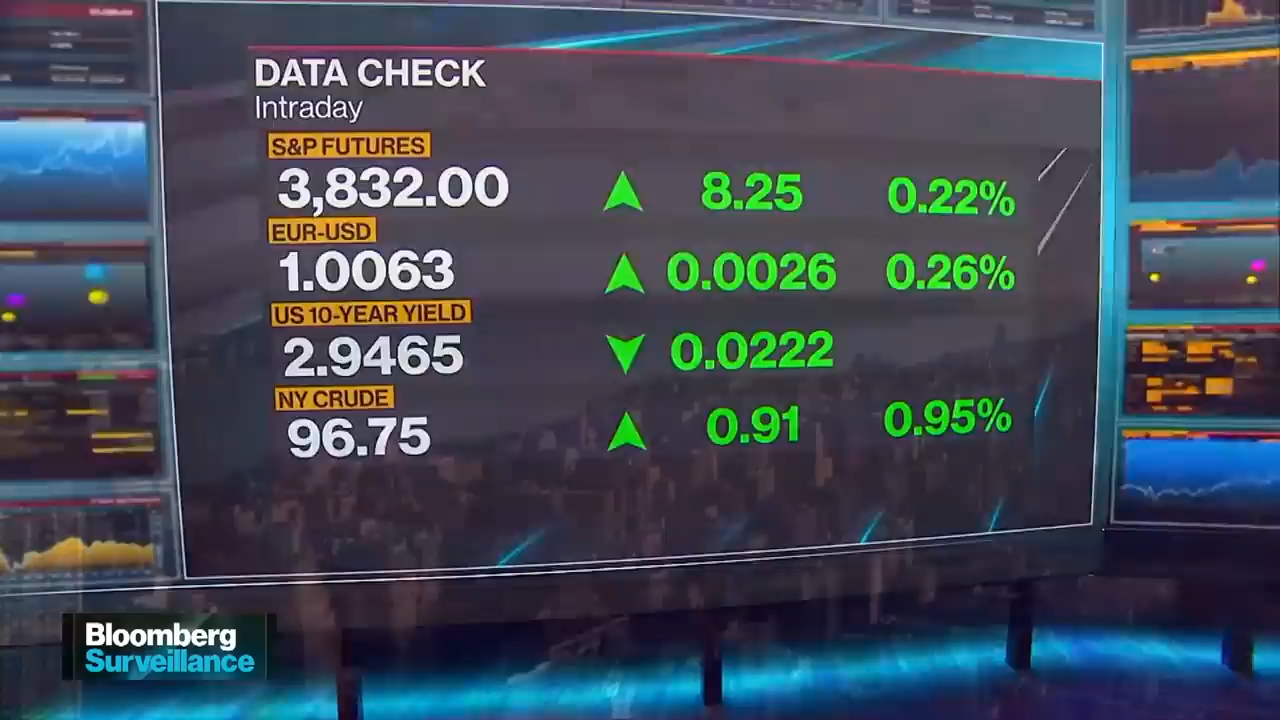 DATA CHECK
Intraday
S&P FUTURES
3,832.00 8.25 0.22%
EUR-USD
1.0063 0.0026 0.26%
US 10-YEAR YIELD
2.9465 0.0222
NY CRUDE
96.75 0.91 0.95%
Bloomberg
Surveillance